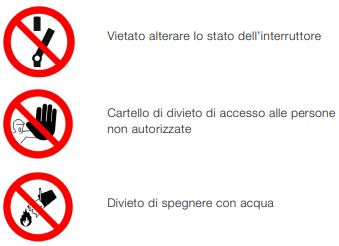 Vietato alterare lo stato dell'interruttore
Cartello di divieto di accesso alle persone
non autorizzate
Divieto di spegnere con acqua